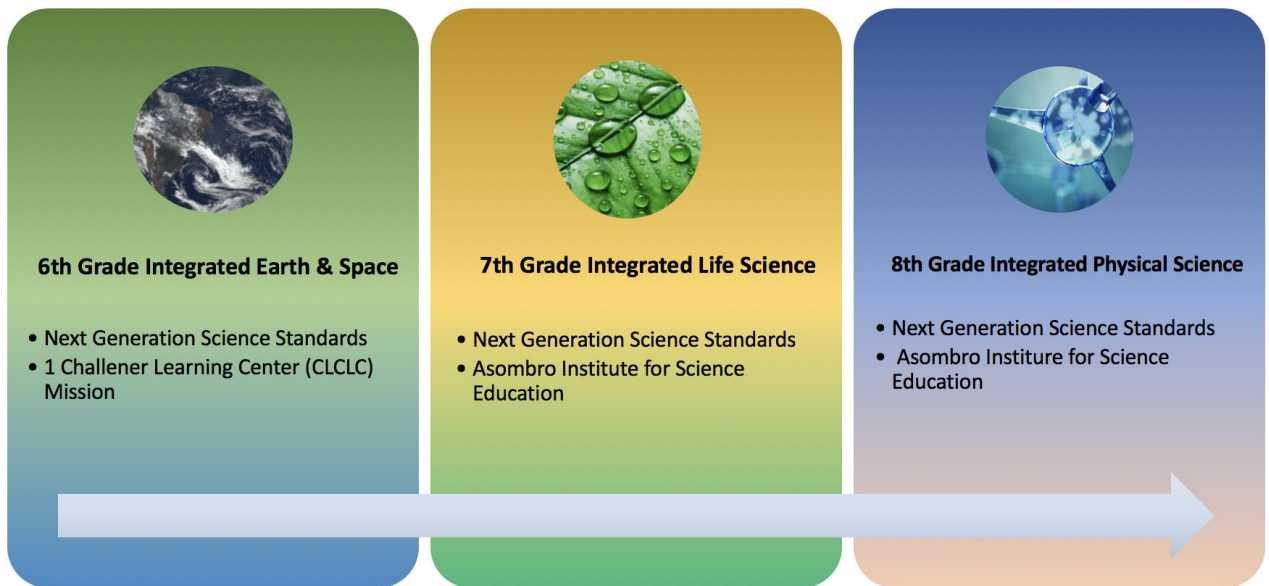 6th Grade Integrated Earth & Space
• Next Generation Science Standards
• 1 Challener Learning Center (CLCLC)
Mission
7th Grade Integrated Life Science
• Next Generation Science Standards
• Asombro Institute for Science
Education
8th Grade Integrated Physical Science
• Next Generation Science Standards
• Asombro Institure for Science
Education